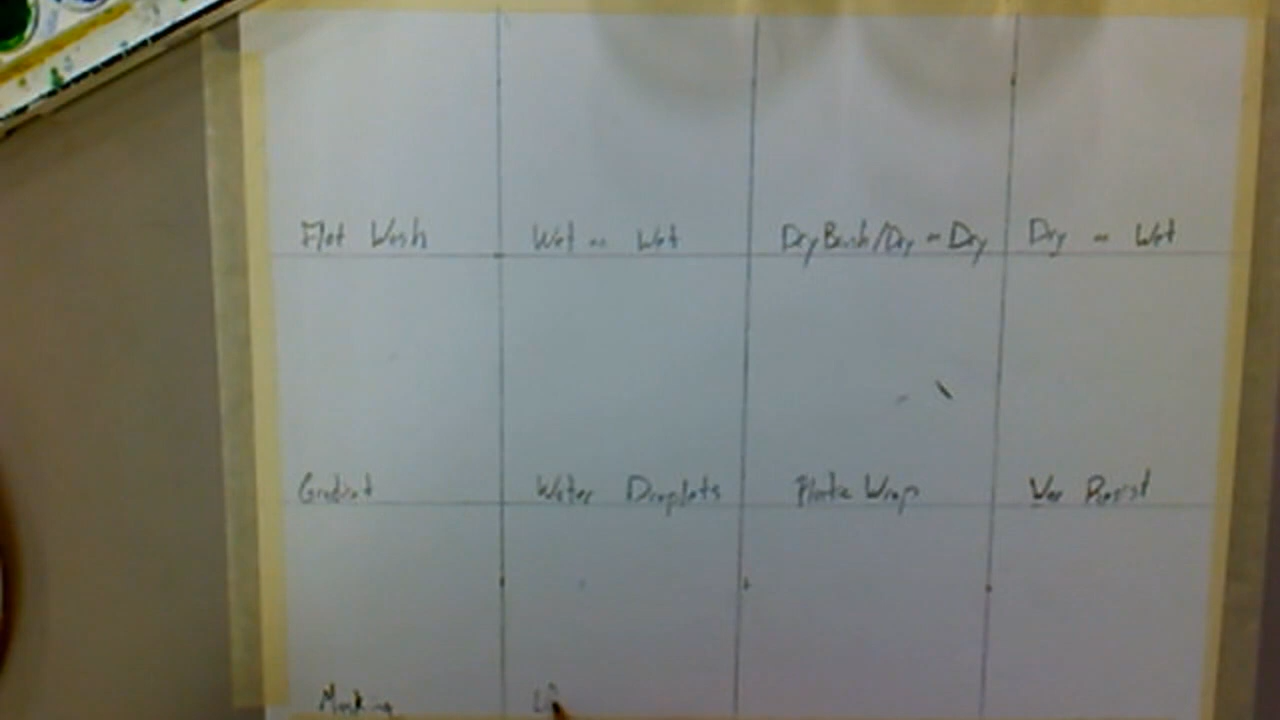 Flat Wash Wet on Wet Dry Brush/Dry on Dry Dry on Wet
Gradient Water Droplets Plastic Wrap Wax Resist
Masking